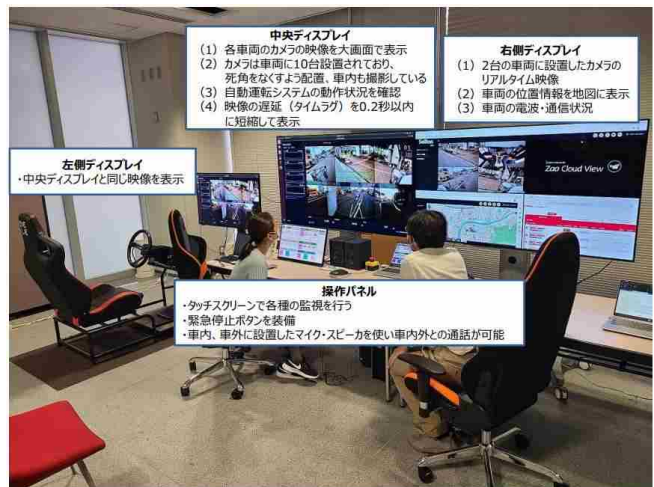 中央ディスプレイ
（1）各車両のカメラの映像を大画面で表示
（2）カメラは車両に10台設置されており、
死角をなくすよう配置、車内も撮影している
（3）自動運転システムの動作状況を確認
（4）映像の遅延（タイムラグ）を0.2秒以内
に短縮して表示
右側ディスプレイ
（1）2台の車両に設置したカメラの
リアルタイム映像
（2）車両の位置情報を地図に表示
（3）車両の電波・通信状況
左側ディスプレイ
・中央ディスプレイと同じ映像を表示
Zao Cloud View
操作パネル
・タッチスクリーンで各種の監視を行う
・緊急停止ボタンを装備
・車内、車外に設置したマイク・スピーカを使い車内外との通話が可能